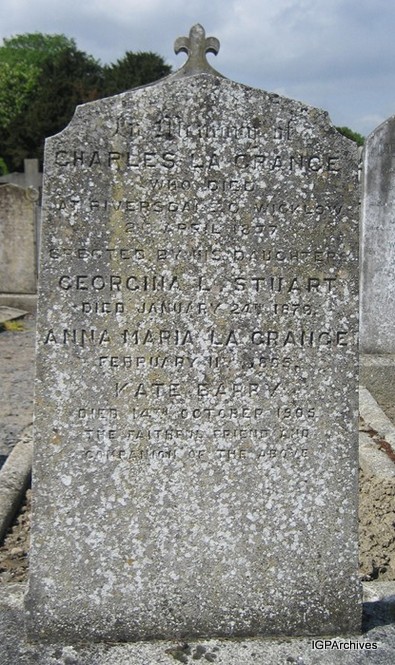 In Memory of
CHARLES LA GRANGE
WHO DIED
AT RIVERSDALE CO. WICKLOW
APRIL 1877
ERECTED BY HIS DAUGHTER
GEORGINA L. STUART
DIED JANUARY 24TH 1879.
ANNA MARIA LA GRANGE
FEBRUARY 11TH 1885.
KATE BARRY
DIED 14TH OCTOBER 1905
THE FAITHFUL FRIEND AND
COMPANION OF THE ABOVE
IGPArchives